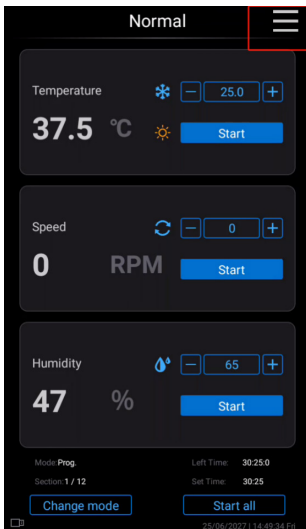 Normal
Temperature
— 25.0 +
37.5 °C
Start
Speed
— 0 +
0 RPM
Start
Humidity
— 65 +
47 %
Start
Mode:Prog. Left Time: 30:25:0
Section:1 / 12 Set Time: 30:25
Change mode Start all
25/06/2027 | 14:49:34 Fri